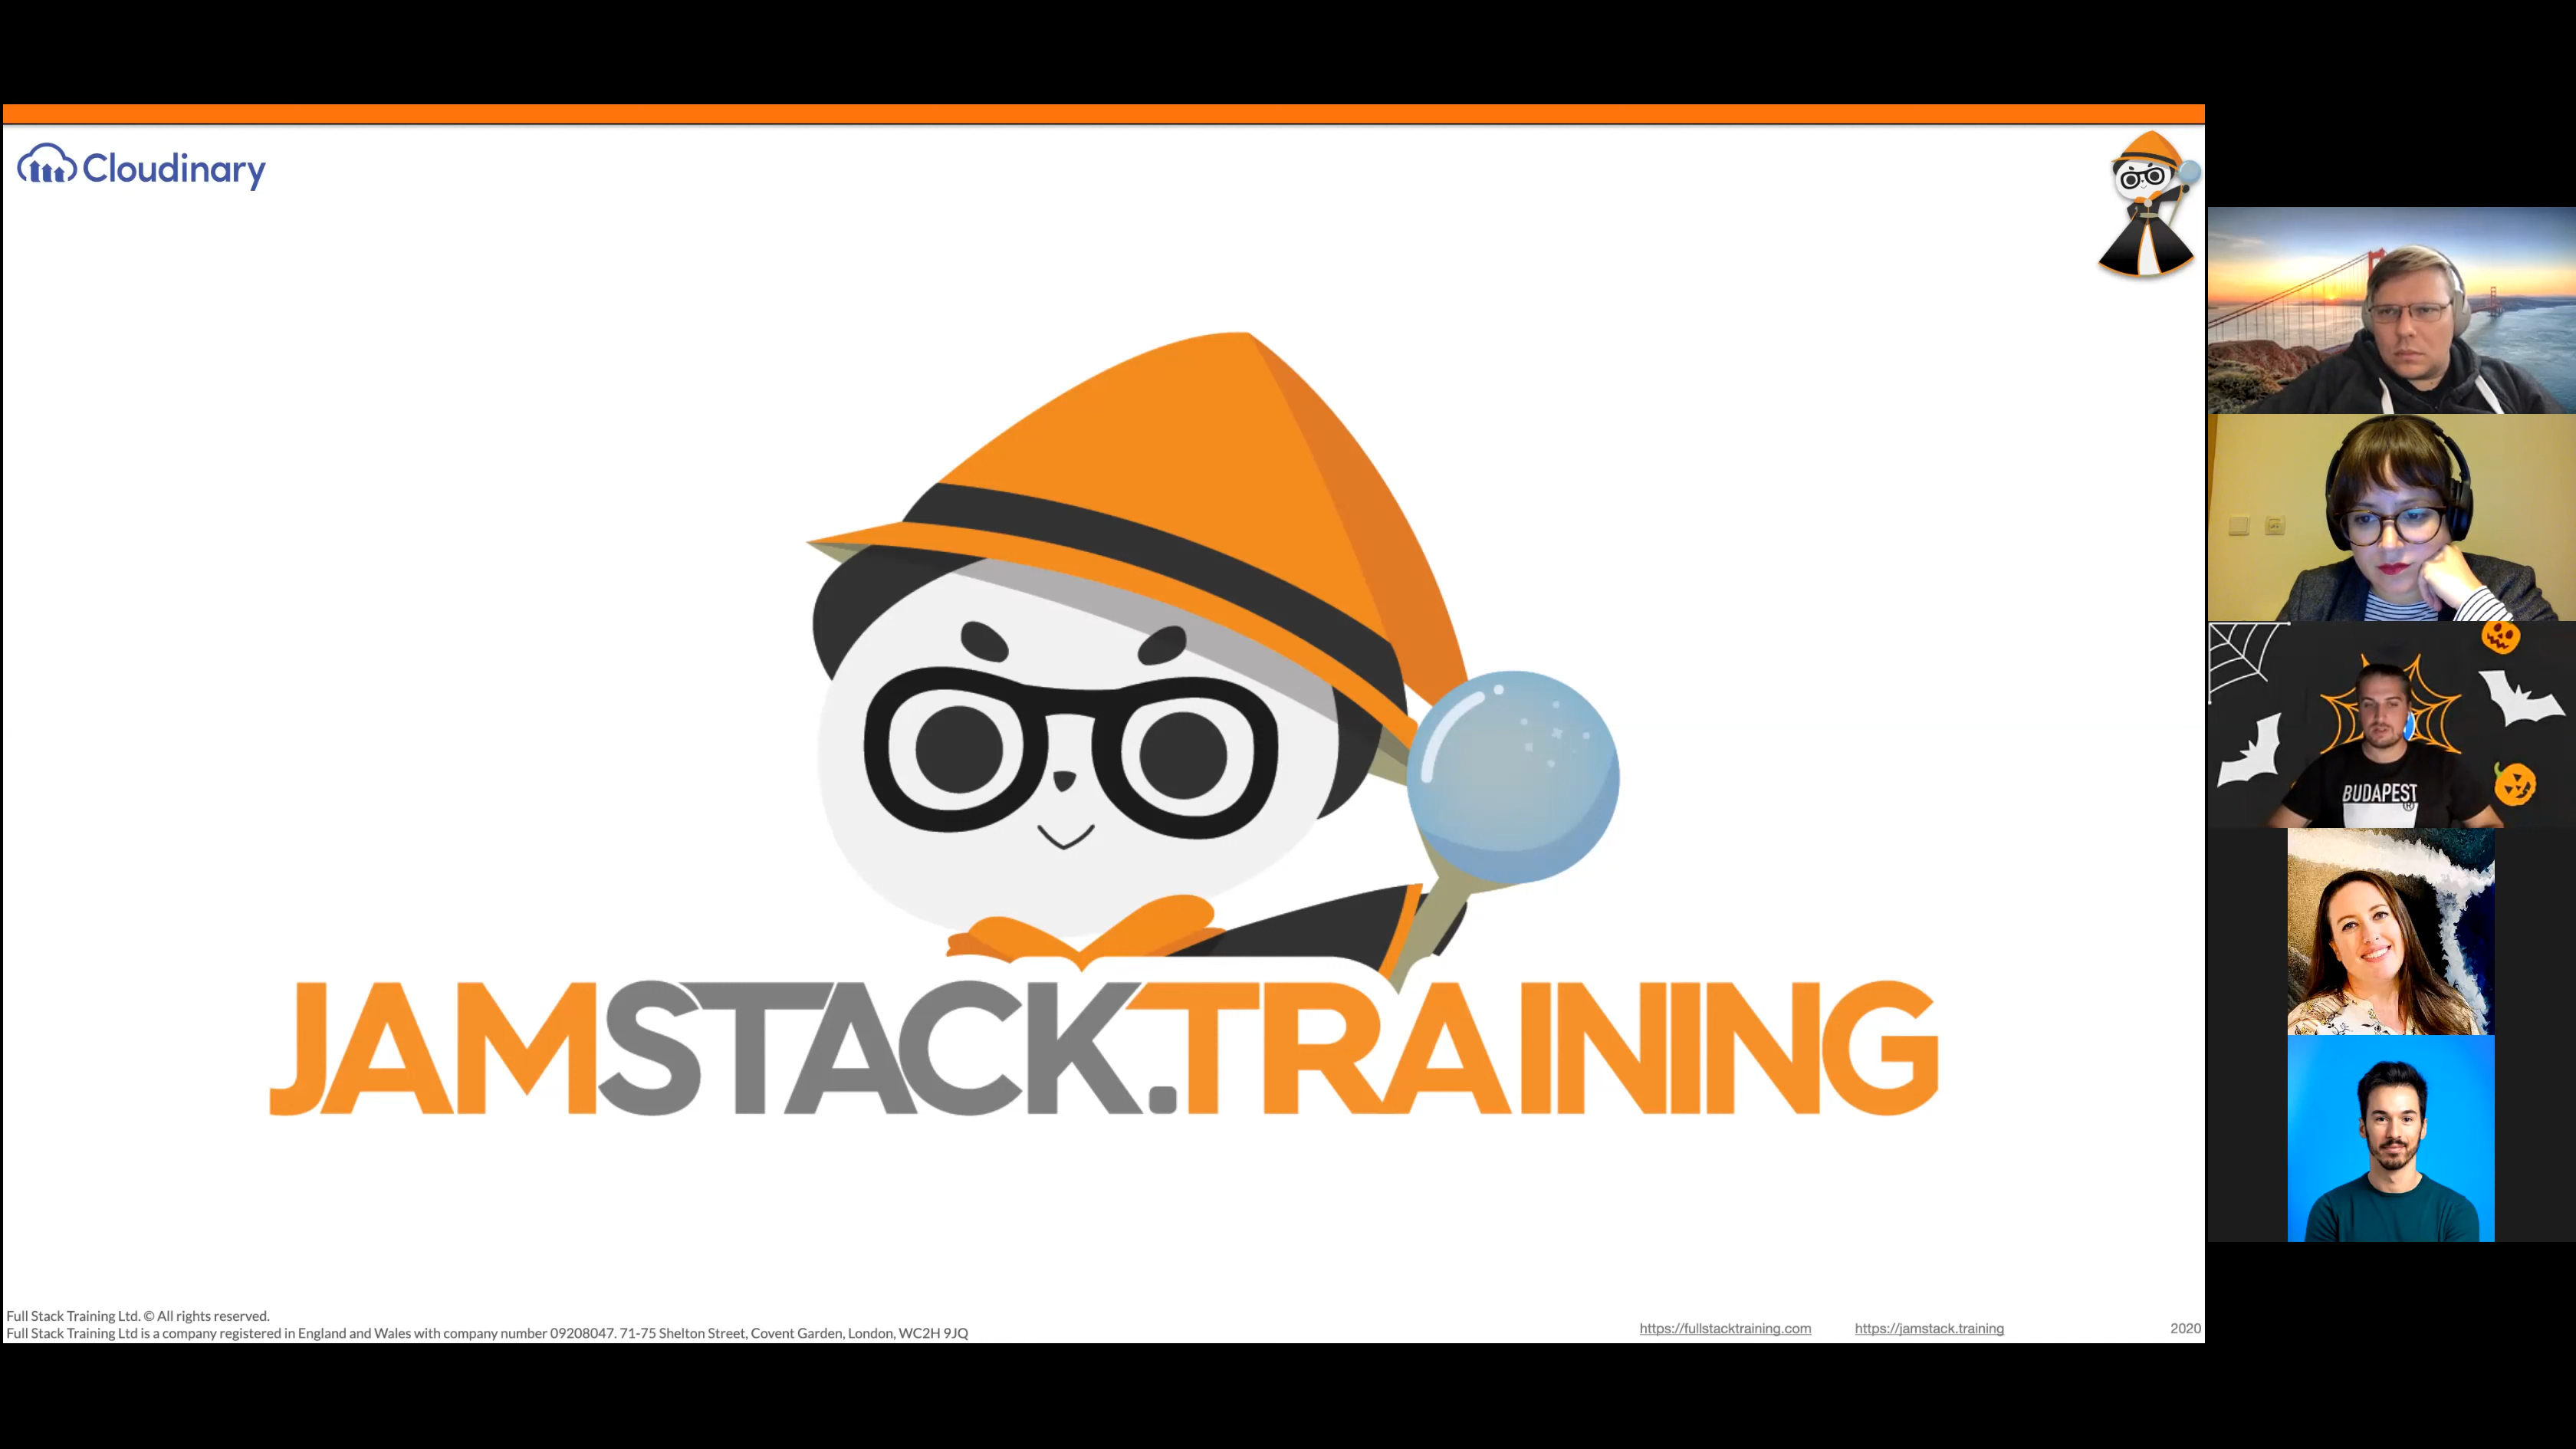 Cloudinary
JAMSTACK.TRAINING
BUDAPEST
®
Full Stack Training Ltd. © All rights reserved.
Full Stack Training Ltd is a company registered in England and Wales with company number 09208047. 71-75 Shelton Street, Covent Garden, London, WC2H 9JQ
https://fullstacktraining.com https://jamstack.training 2020